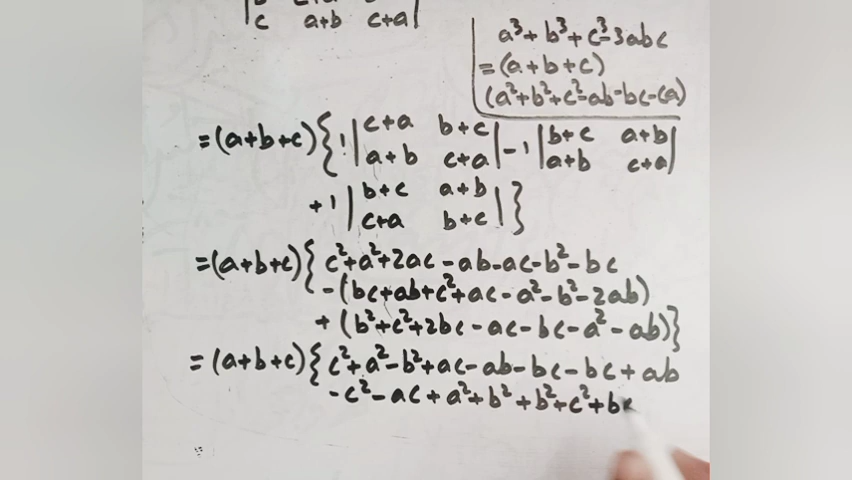 c a+b c+a
a³+b³+c³-3abc
=(a+b+c)
(a²+b²+c²-ab-bc-ca)
=(a+b+c){1|c+a b+c|-1|b+c a+b|
|a+b c+a| |a+b c+a|
+1|b+c a+b|
|c+a b+c|}
=(a+b+c){c²+a²+2ac-ab-ac-b²-bc
-(bc+ab+c²+ac-a²-b²-2ab)
+(b²+c²+2bc-ac-bc-a²-ab)}
=(a+b+c){c²+a²-b²+ac-ab-bc-bc+ab
-c²-ac+a²+b²+b²+c²+bc